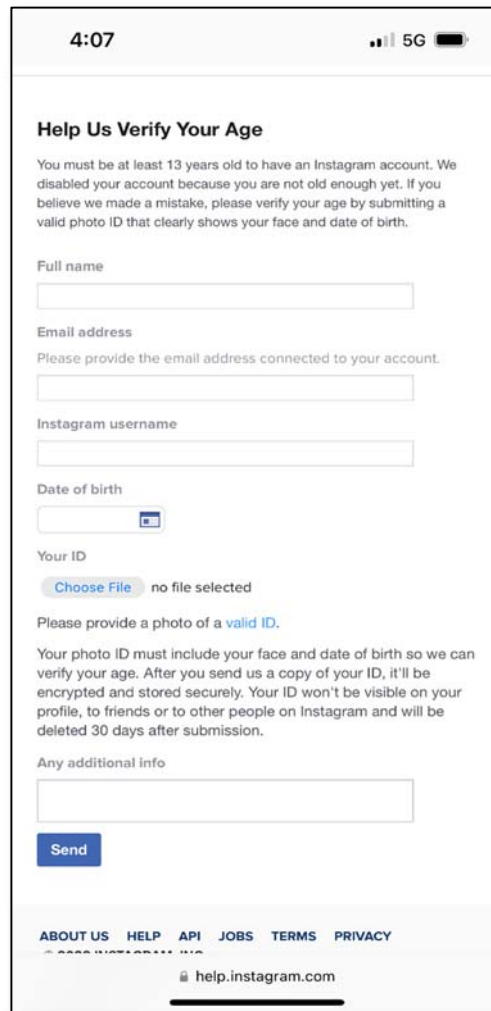 4:07
5G
Help Us Verify Your Age
You must be at least 13 years old to have an Instagram account. We
disabled your account because you are not old enough yet. If you
believe we made a mistake, please verify your age by submitting a
valid photo ID that clearly shows your face and date of birth.
Full name
Email address
Please provide the email address connected to your account.
Instagram username
Date of birth
Your ID
Choose File no file selected
Please provide a photo of a valid ID.
Your photo ID must include your face and date of birth so we can
verify your age. After you send us a copy of your ID, it'll be
encrypted and stored securely. Your ID won't be visible on your
profile, to friends or to other people on Instagram and will be
deleted 30 days after submission.
Any additional info
Send
ABOUT US HELP API JOBS TERMS PRIVACY
help.instagram.com